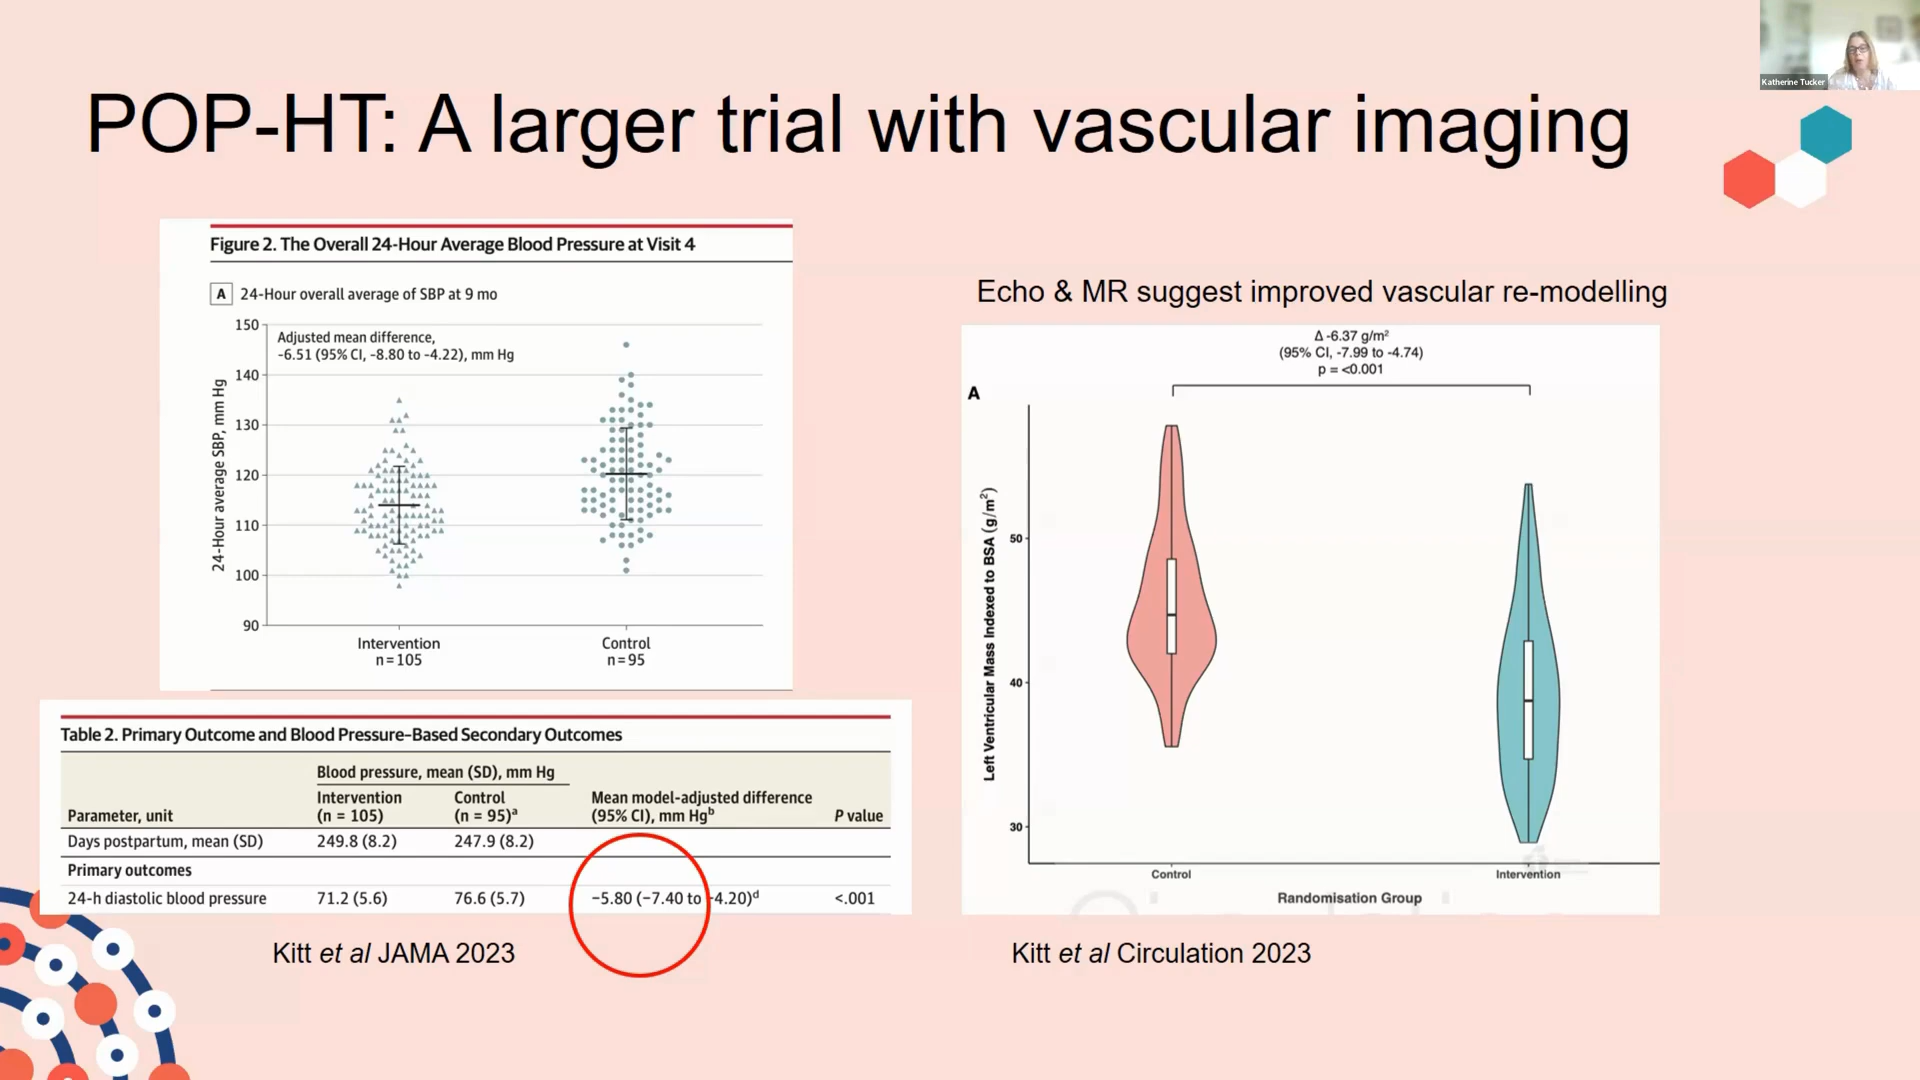 Katherine Tucker
POP-HT: A larger trial with vascular imaging
Figure 2. The Overall 24-Hour Average Blood Pressure at Visit 4
A 24-Hour overall average of SBP at 9 mo
Adjusted mean difference,
-6.51 (95% CI, -8.80 to -4.22), mm Hg
24-Hour average SBP, mm Hg
150
140
130
120
110
100
90
Intervention
n=105
Control
n=95
Table 2. Primary Outcome and Blood Pressure–Based Secondary Outcomes
Blood pressure, mean (SD), mm Hg
Parameter, unit Intervention (n = 105) Control (n = 95)ᵃ Mean model-adjusted difference (95% CI), mm Hgᵇ P value
Days postpartum, mean (SD) 249.8 (8.2) 247.9 (8.2)
Primary outcomes
24-h diastolic blood pressure 71.2 (5.6) 76.6 (5.7) −5.80 (−7.40 to -4.20)ᵈ <.001
Kitt et al JAMA 2023
Echo & MR suggest improved vascular re-modelling
Δ -6.37 g/m²
(95% CI, -7.99 to -4.74)
p = <0.001
A
Left Ventricular Mass Indexed to BSA (g/m²)
50
40
30
Control
Intervention
Randomisation Group
Kitt et al Circulation 2023